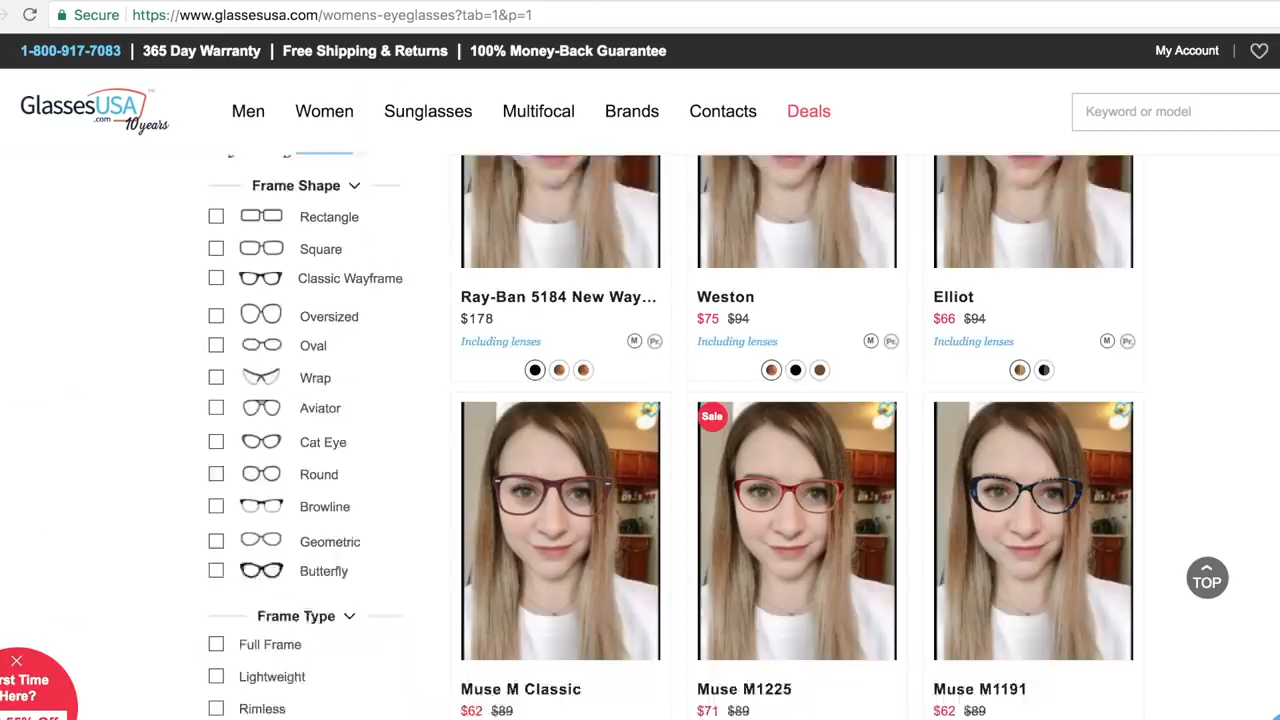 Secure https://www.glassesusa.com/womens-eyeglasses?tab=1&p=1
1-800-917-7083 | 365 Day Warranty | Free Shipping & Returns | 100% Money-Back Guarantee
My Account |
GlassesUSA
.com 10 years
Men Women Sunglasses Multifocal Brands Contacts Deals
Keyword or model
Frame Shape
Rectangle
Square
Classic Wayframe
Oversized
Oval
Wrap
Aviator
Cat Eye
Round
Browline
Geometric
Butterfly
Frame Type
Full Frame
Lightweight
Rimless
Ray-Ban 5184 New Way...
$178
Including lenses
M Pr.
Weston
$75 $94
Including lenses
M Pr.
Elliot
$66 $94
Including lenses
M Pr.
Muse M Classic
$62 $89
Sale
Muse M1225
$71 $89
Muse M1191
$62 $89
TOP
rst Time
Here?
55% Off